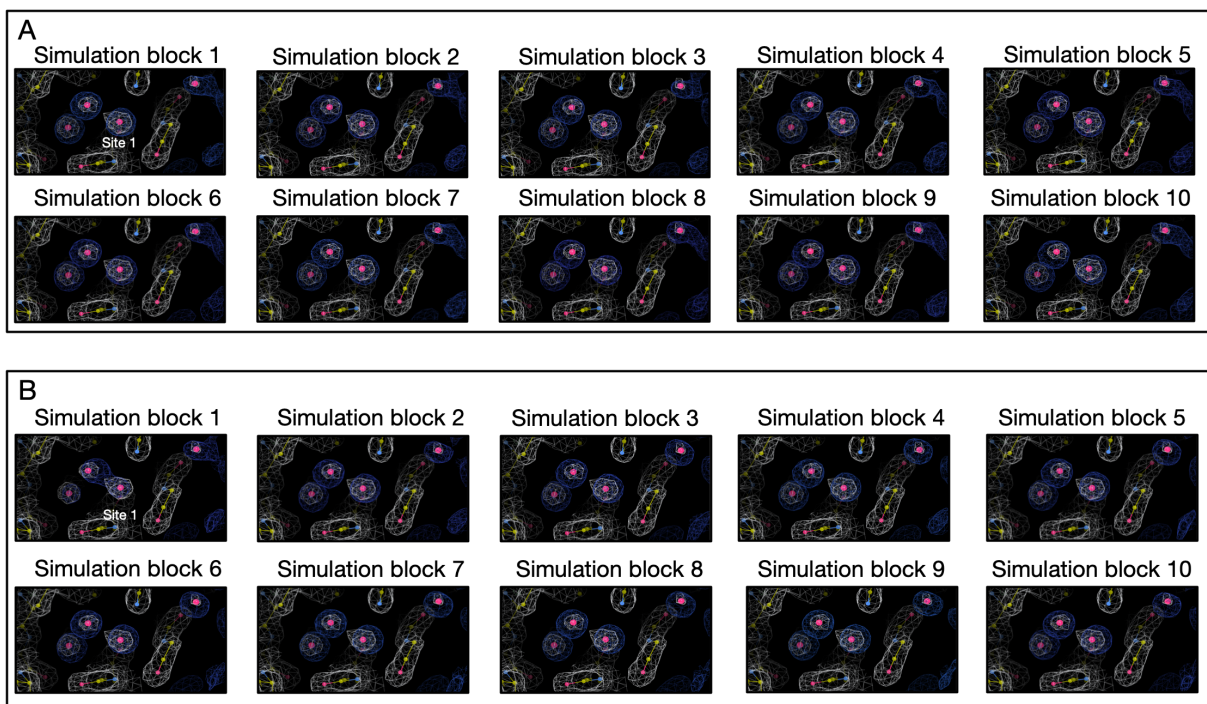 A
Simulation block 1
Simulation block 2
Simulation block 3
Simulation block 4
Simulation block 5
Site 1
Simulation block 6
Simulation block 7
Simulation block 8
Simulation block 9
Simulation block 10
B
Simulation block 1
Simulation block 2
Simulation block 3
Simulation block 4
Simulation block 5
Site 1
Simulation block 6
Simulation block 7
Simulation block 8
Simulation block 9
Simulation block 10